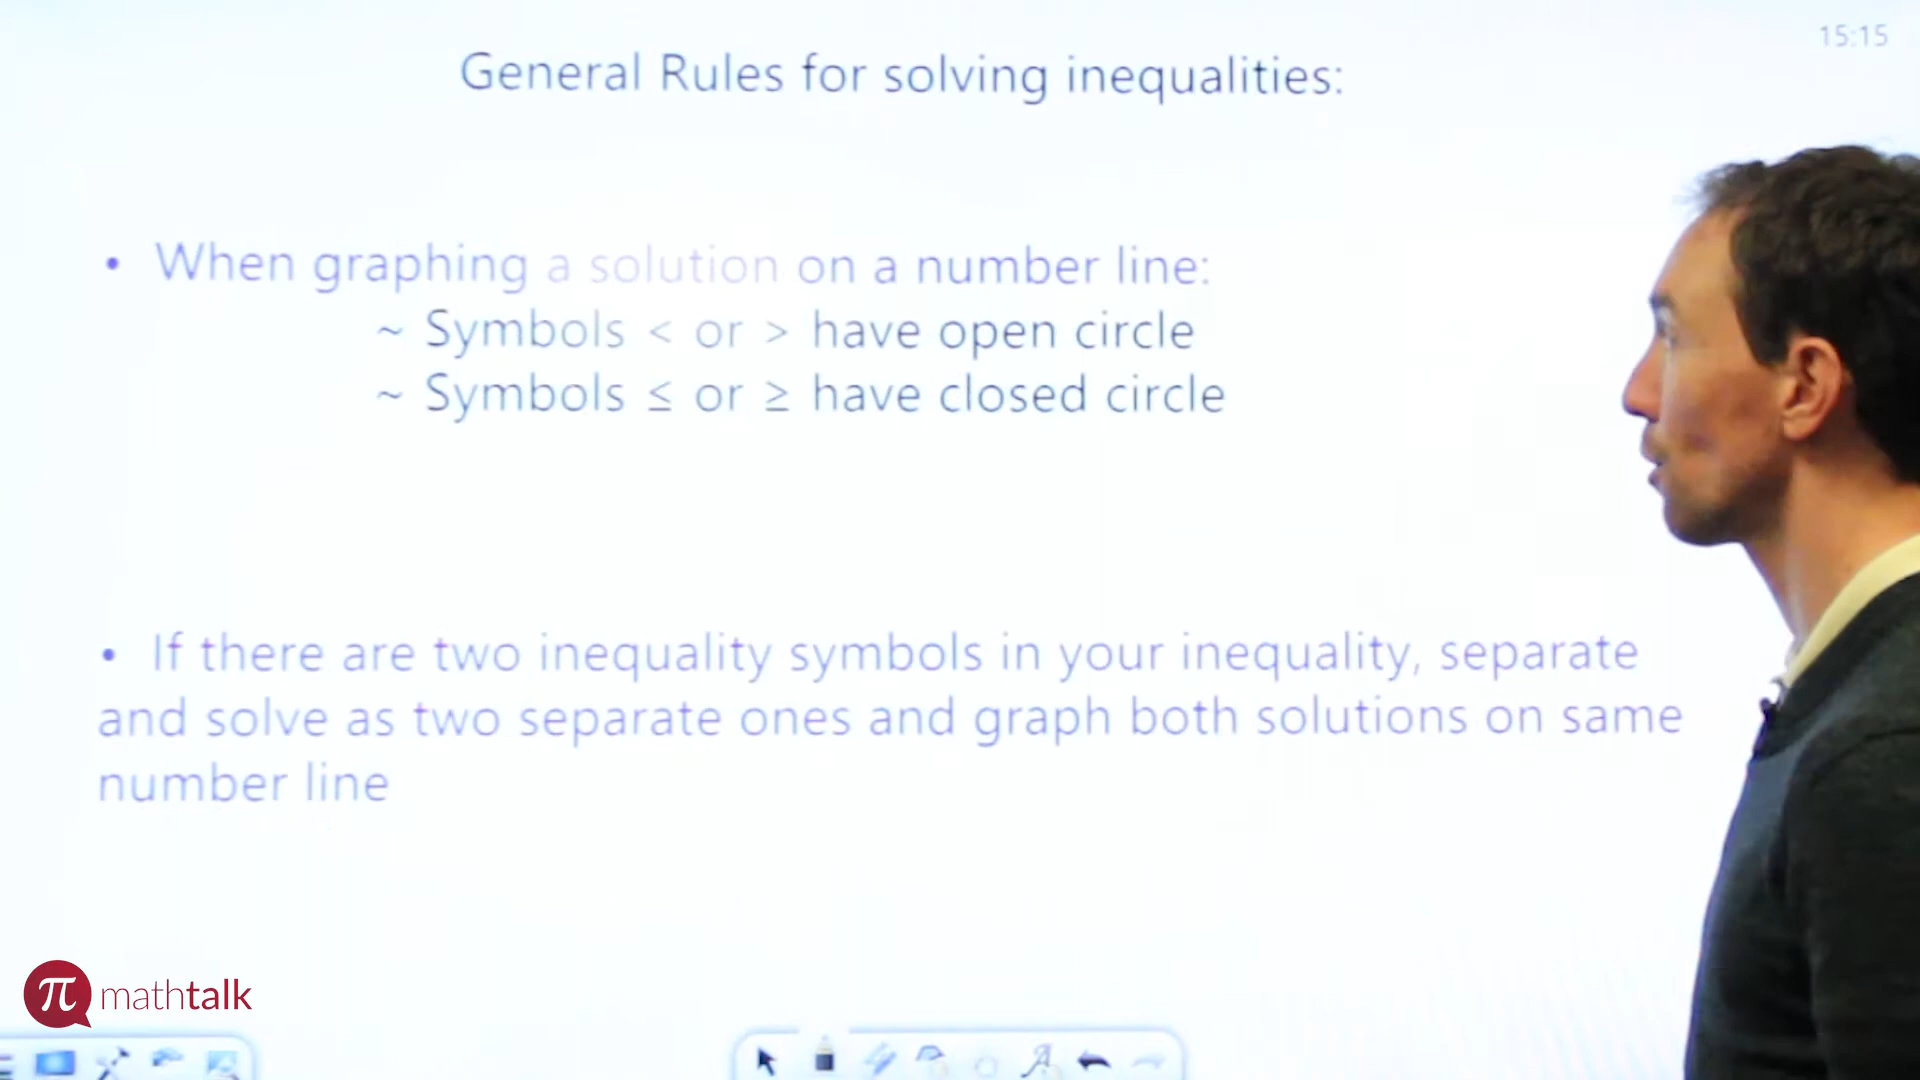 15:15
General Rules for solving inequalities:
• When graphing a solution on a number line:
~ Symbols < or > have open circle
~ Symbols ≤ or ≥ have closed circle
• If there are two inequality symbols in your inequality, separate
and solve as two separate ones and graph both solutions on same
number line
π mathtalk